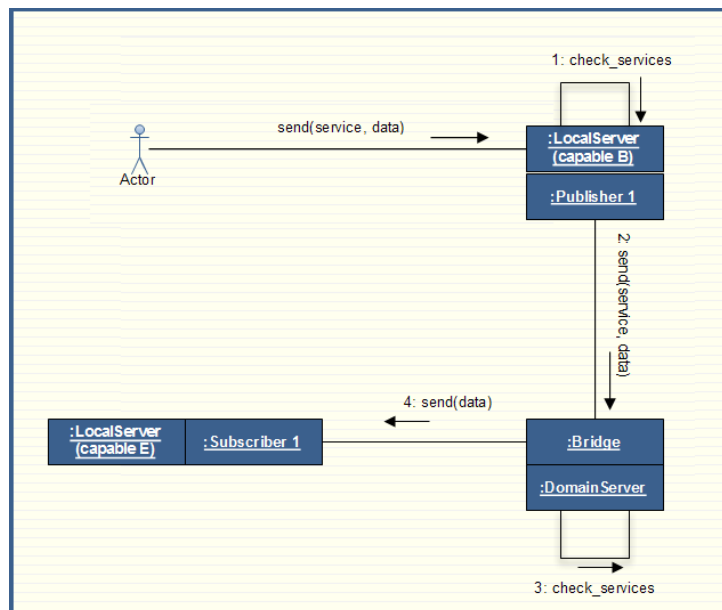 1: check_services
send(service, data)
:LocalServer
(capable B)
Actor
:Publisher 1
2: send(service, data)
4: send(data)
:LocalServer
(capable E)
:Subscriber 1
:Bridge
:DomainServer
3: check_services